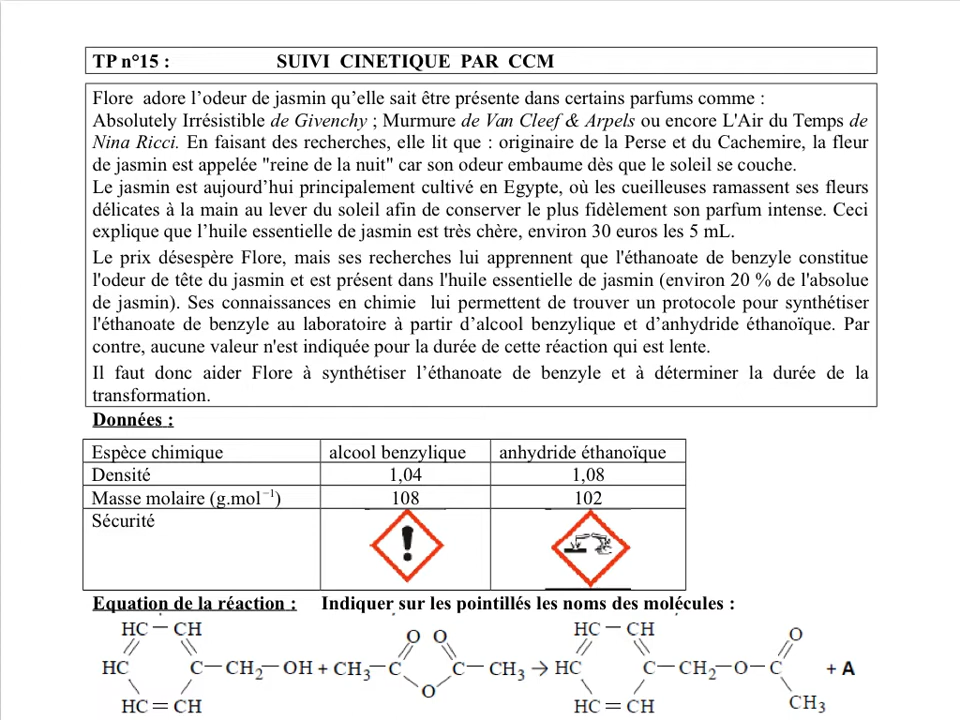 TP n°15 : SUIVI CINETIQUE PAR CCM
Flore adore l'odeur de jasmin qu'elle sait être présente dans certains parfums comme :
Absolutely Irrésistible de Givenchy ; Murmure de Van Cleef & Arpels ou encore L'Air du Temps de
Nina Ricci. En faisant des recherches, elle lit que : originaire de la Perse et du Cachemire, la fleur
de jasmin est appelée "reine de la nuit" car son odeur embaume dès que le soleil se couche.
Le jasmin est aujourd'hui principalement cultivé en Egypte, où les cueilleuses ramassent ses fleurs
délicates à la main au lever du soleil afin de conserver le plus fidèlement son parfum intense. Ceci
explique que l'huile essentielle de jasmin est très chère, environ 30 euros les 5 mL.
Le prix désespère Flore, mais ses recherches lui apprennent que l'éthanoate de benzyle constitue
l'odeur de tête du jasmin et est présent dans l'huile essentielle de jasmin (environ 20 % de l'absolue
de jasmin). Ses connaissances en chimie lui permettent de trouver un protocole pour synthétiser
l'éthanoate de benzyle au laboratoire à partir d'alcool benzylique et d'anhydride éthanoïque. Par
contre, aucune valeur n'est indiquée pour la durée de cette réaction qui est lente.
Il faut donc aider Flore à synthétiser l'éthanoate de benzyle et à déterminer la durée de la
transformation.
Données :
Espèce chimique alcool benzylique anhydride éthanoïque
Densité 1,04 1,08
Masse molaire (g.mol⁻¹) 108 102
Sécurité
Equation de la réaction : Indiquer sur les pointillés les noms des molécules :
HC CH HC CH
O O O
HC C CH₂ OH + CH₃ C C CH₃ → HC C CH₂ O C + A
O
HC = CH HC = CH CH₃